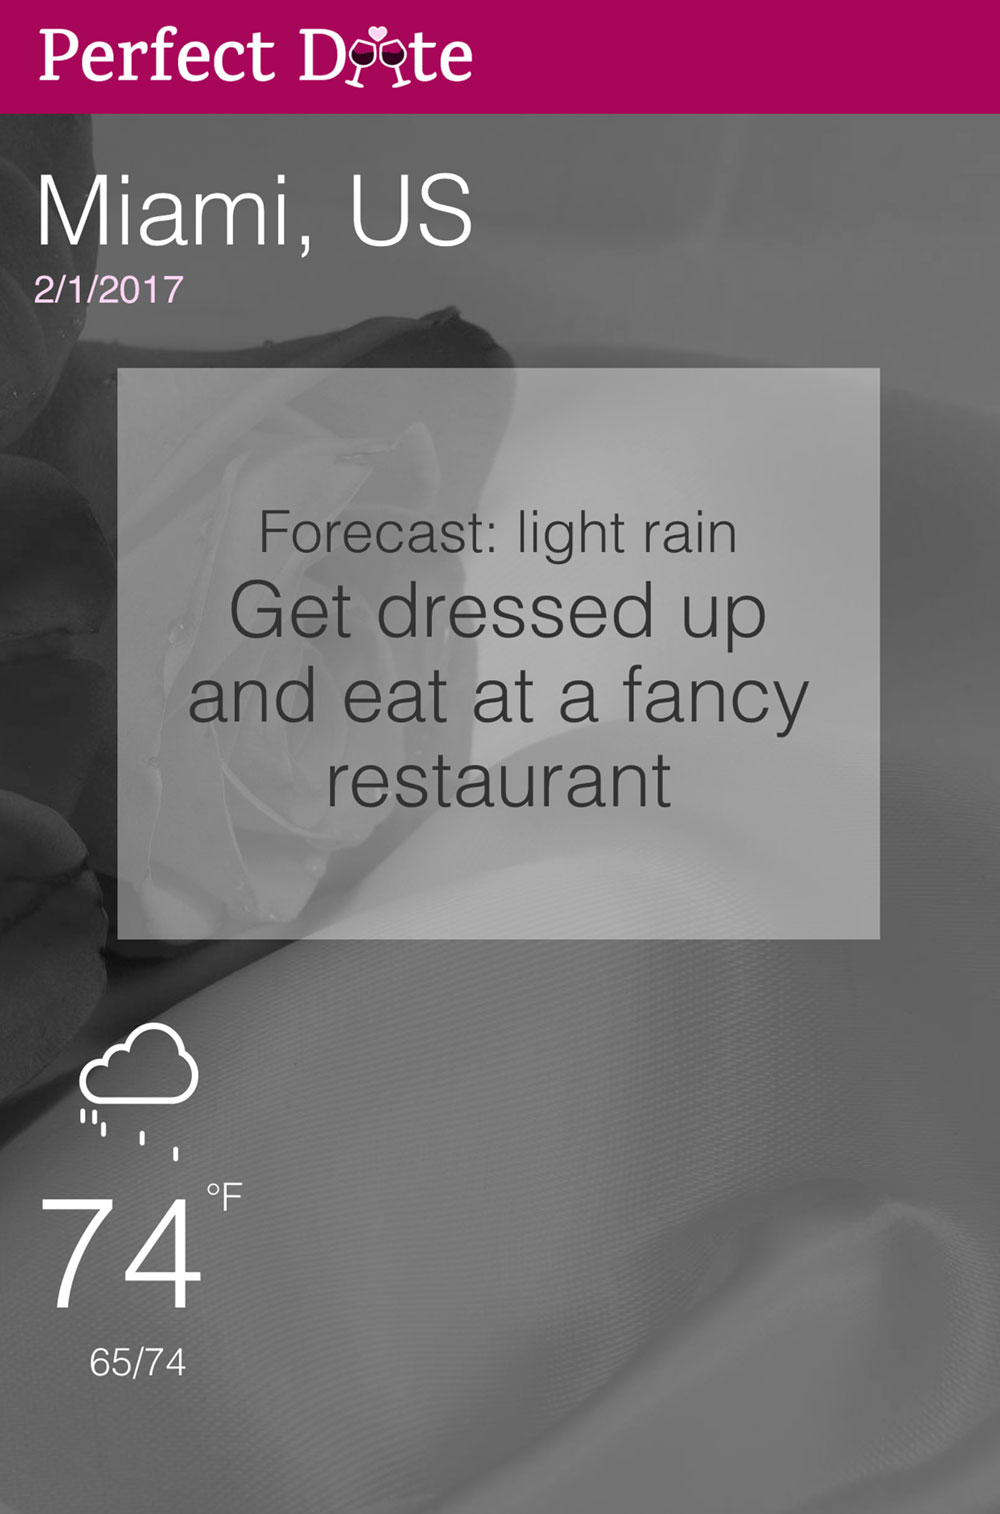 Perfect Date
Miami, US
2/1/2017
Forecast: light rain
Get dressed up
and eat at a fancy
restaurant
74 °F
65/74